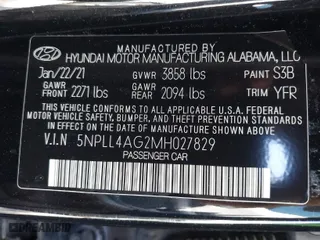 MANUFACTURED BY
HYUNDAI MOTOR MANUFACTURING ALABAMA, LLC
Jan/22/21 GVWR 3858 lbs PAINT S3B
GAWR FRONT 2271 lbs GAWR REAR 2094 lbs TRIM YFR
THIS VEHICLE CONFORMS TO ALL APPLICABLE U.S. FEDERAL
MOTOR VEHICLE SAFETY, BUMPER, AND THEFT PREVENTION
STANDARDS IN EFFECT ON THE DATE OF MANUFACTURE
SHOWN ABOVE.
V.I.N 5NPLL4AG2MH027829
PASSENGER CAR
DREAMBID